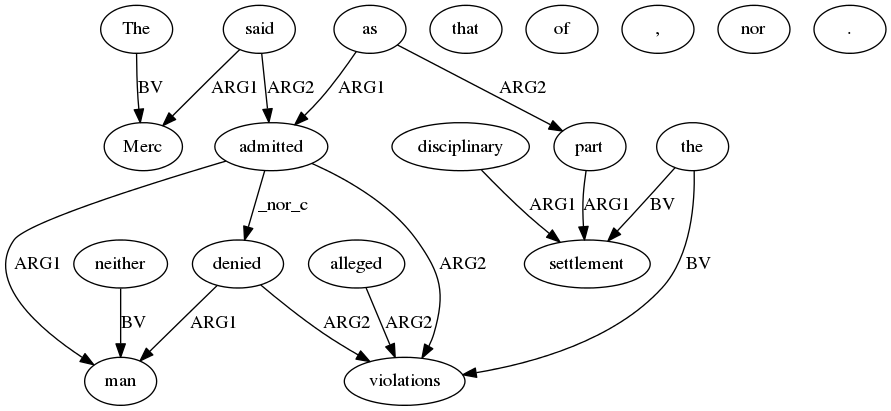 The said as that of , nor .
BV ARG1 ARG2 ARG1 ARG2
Merc admitted disciplinary part the
_nor_c ARG1 ARG1 BV
ARG1 neither denied alleged ARG2 settlement BV
BV ARG1 ARG2 ARG2
man violations